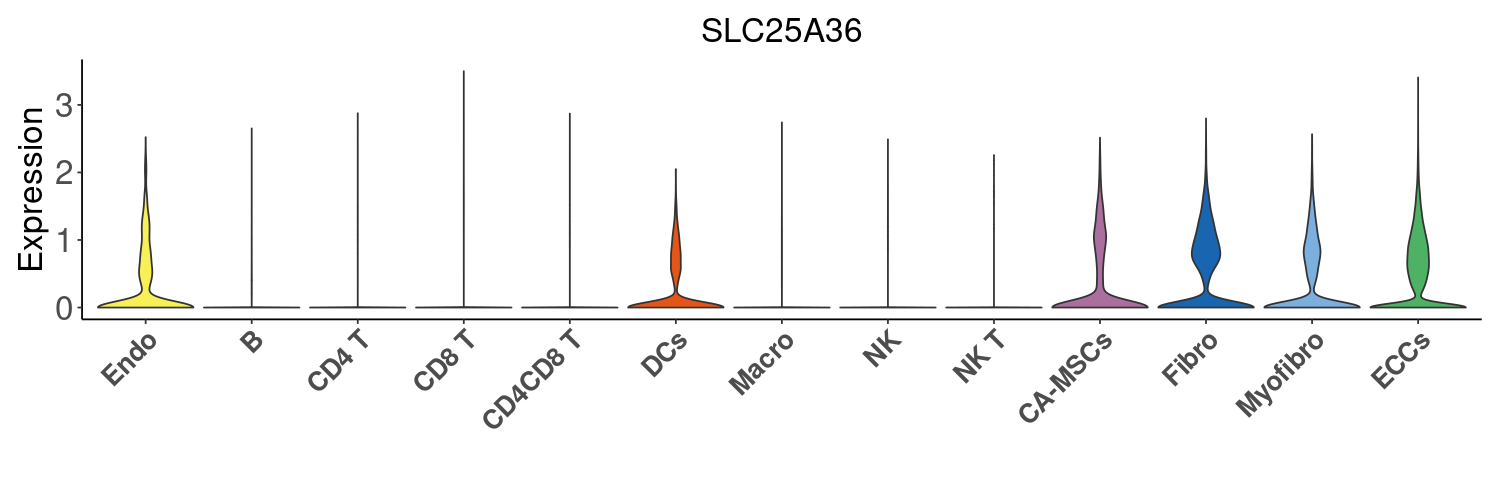 SLC25A36
Expression
3
2
1
0
Endo
B
CD4 T
CD8 T
CD4CD8 T
DCs
Macro
NK
NK T
CA-MSCs
Fibro
Myofibro
ECCs